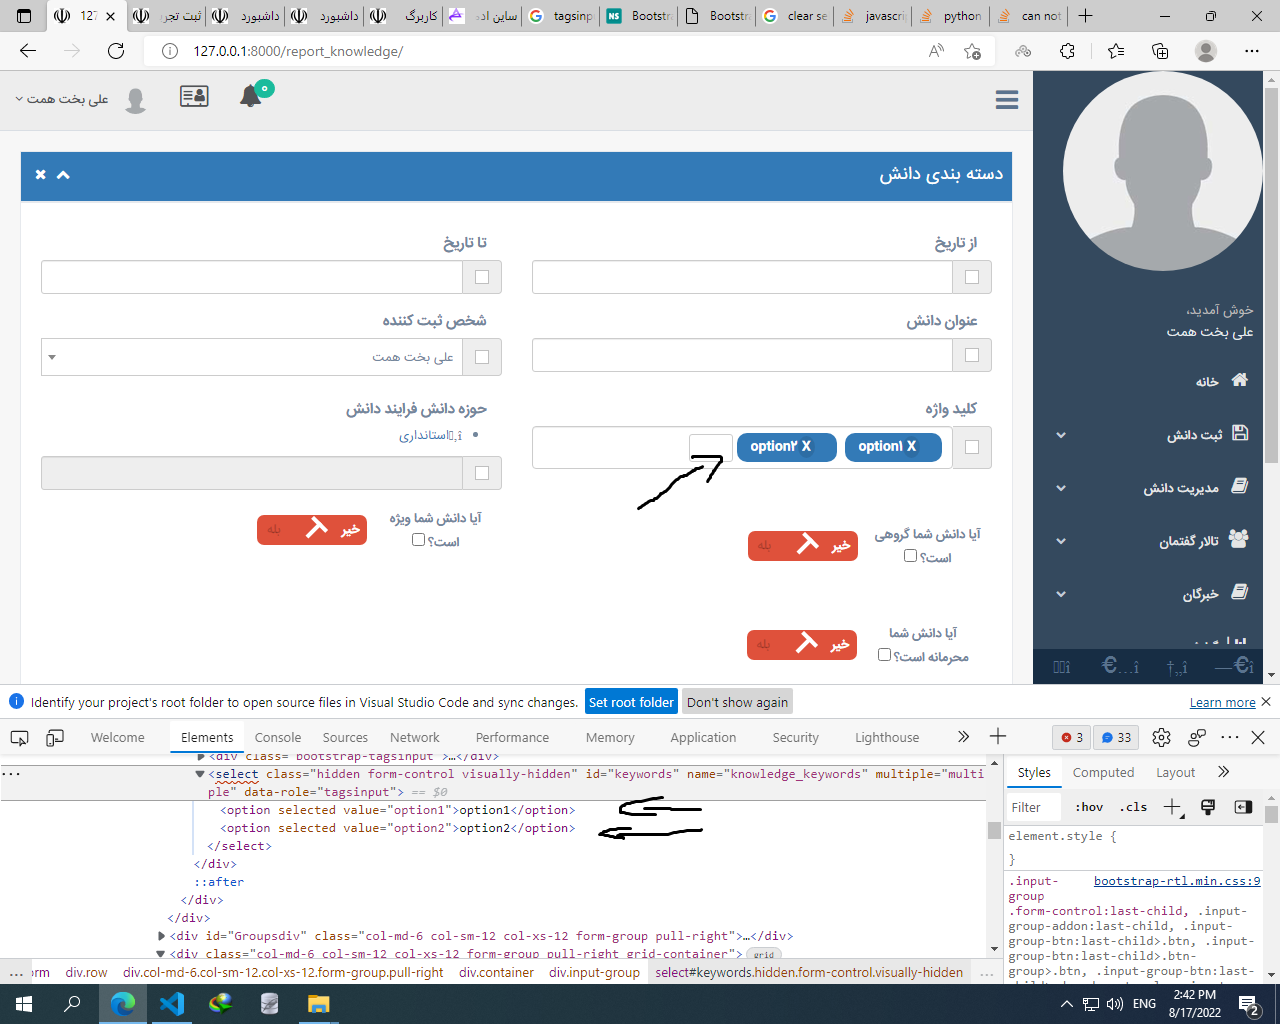 127
ثبت تجر
داشبورد
داشبورد
کاربرگ
ساین اد
tagsinp
Bootstra
Bootstra
clear se
javascri
python
can not
127.0.0.1:8000/report_knowledge/
علی بخت همت
۰
دسته بندی دانش
از تاریخ
تا تاریخ
عنوان دانش
شخص ثبت کننده
علی بخت همت
کلید واژه
option۱ X
option۲ X
حوزه دانش فرایند دانش
استانداری
آیا دانش شما گروهی
است؟
خیر
بله
آیا دانش شما ویژه
است؟
خیر
بله
آیا دانش شما
محرمانه است؟
خیر
بله
خوش آمدید،
علی بخت همت
خانه
ثبت دانش
مدیریت دانش
تالار گفتمان
خبرگان
Identify your project's root folder to open source files in Visual Studio Code and sync changes.
Set root folder
Don't show again
Learn more
Welcome
Elements
Console
Sources
Network
Performance
Memory
Application
Security
Lighthouse
3
33
<div class="bootstrap-tagsinput">…</div>
<select class="hidden form-control visually-hidden" id="keywords" name="knowledge_keywords" multiple="multi
ple" data-role="tagsinput"> == $0
<option selected value="option1">option1</option>
<option selected value="option2">option2</option>
</select>
</div>
::after
</div>
</div>
<div id="Groupsdiv" class="col-md-6 col-sm-12 col-xs-12 form-group pull-right">…</div>
<div class="col-md-6 col-sm-12 col-xs-12 form-group pull-right grid-container"> grid
… orm div.row div.col-md-6.col-sm-12.col-xs-12.form-group.pull-right div.container div.input-group select#keywords.hidden.form-control.visually-hidden …
Styles
Computed
Layout
Filter
:hov
.cls
element.style {
}
.input- bootstrap-rtl.min.css:9
group
.form-control:last-child, .input-
group-addon:last-child, .input-
group-btn:last-child>.btn, .input-
group-btn:last-child>.btn-
group>.btn, .input-group-btn:last-
ENG
2:42 PM
8/17/2022
2